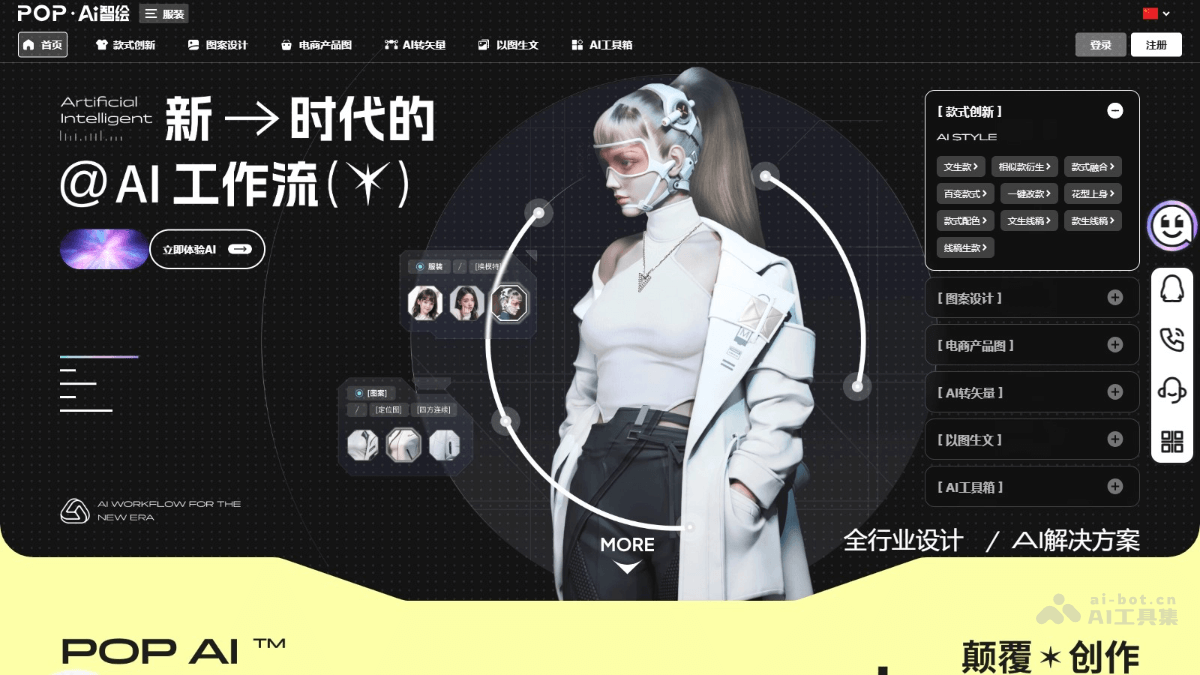 POP·Ai智绘 服装
首页 款式创新 图案设计 电商产品图 AI转矢量 以图生文 AI工具箱 登录 注册
Artificial
Intelligent
新 时代的
@AI 工作流( )
立即体验AI
服装 / [换模特]
[图案]
/ [定位图] [四方连续]
AI WORKFLOW FOR THE
NEW ERA
MORE
[ 款式创新 ]
AI STYLE
文生款 相似款衍生 款式融合
百变款式 一键改款 花型上身
款式配色 文生线稿 款生线稿
线稿生款
[ 图案设计 ]
[ 电商产品图 ]
[ AI转矢量 ]
[ 以图生文 ]
[ AI工具箱 ]
全行业设计 / AI解决方案
ai-bot.cn
AI工具集
POP AI TM
颠覆 创作